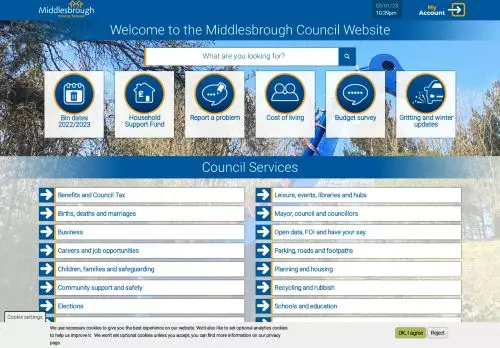 Middlesbrough
moving forward
03/01/23
10:39pm
My
Account
Welcome to the Middlesbrough Council Website
What are you looking for?
Bin dates
2022/2023
Household
Support Fund
Report a problem
Cost of living
Budget survey
Gritting and winter
updates
Council Services
Benefits and Council Tax
Leisure, events, libraries and hubs
Births, deaths and marriages
Mayor, council and councillors
Business
Open data, FOI and have your say
Careers and job opportunities
Parking, roads and footpaths
Children, families and safeguarding
Planning and housing
Community support and safety
Recycling and rubbish
Elections
Schools and education
Cookie settings
We use necessary cookies to give you the best experience on our website. We'd also like to set optional analytics cookies
to help us improve it. We won't set optional cookies unless you accept, you can find more information on our privacy
page
OK, I agree
Reject